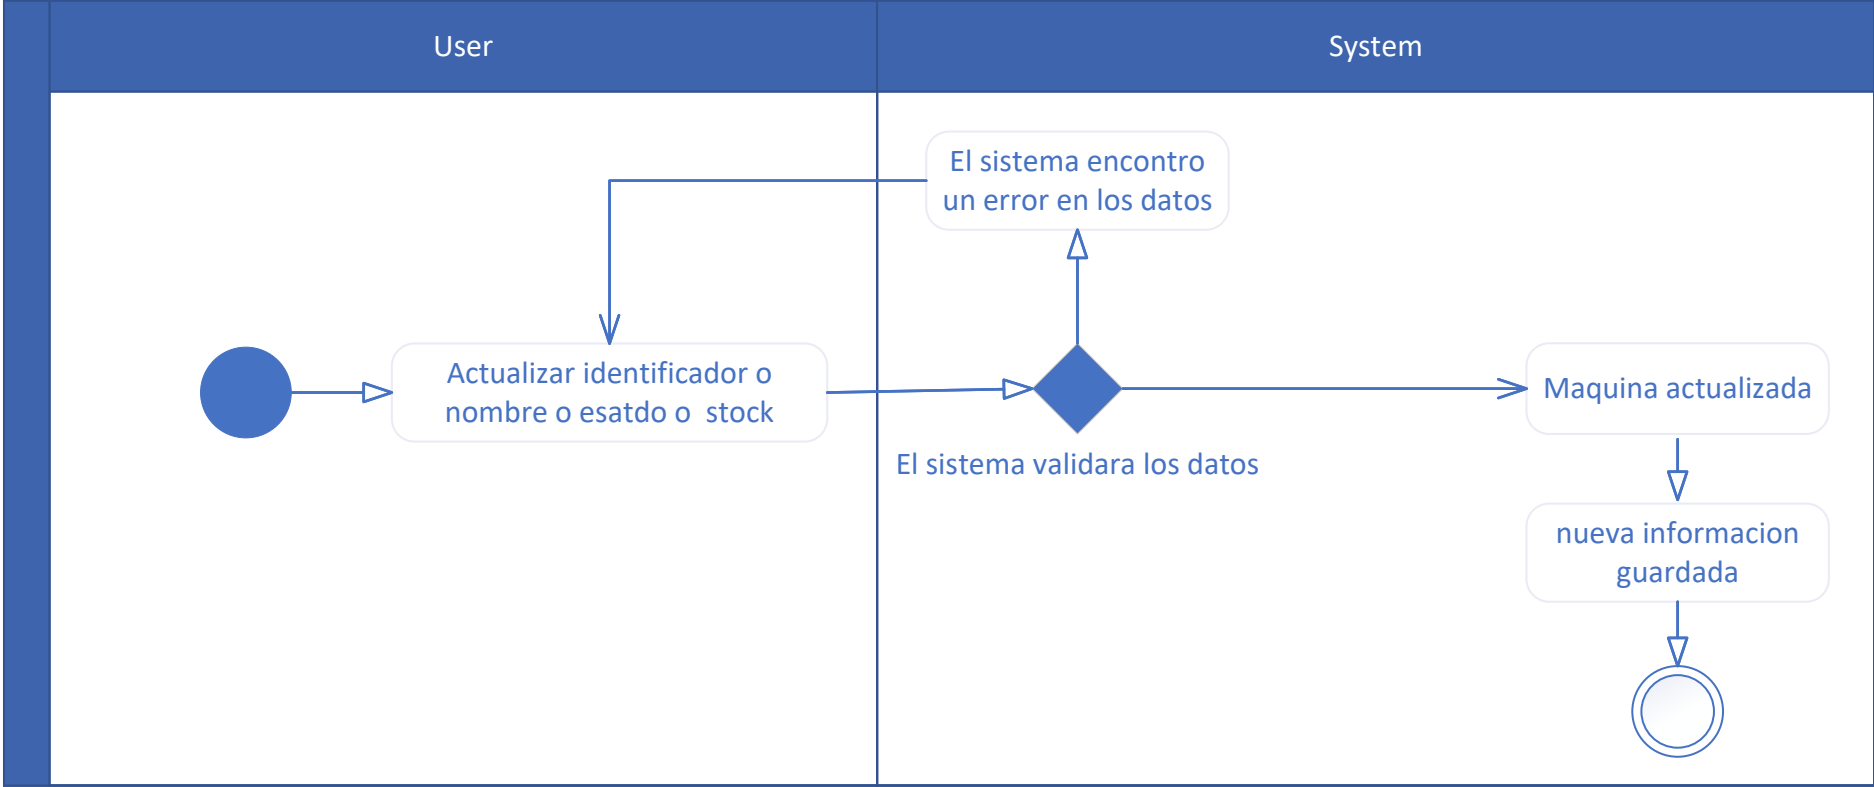 User
System
El sistema encontro
un error en los datos
Actualizar identificador o
nombre o esatdo o  stock
El sistema validara los datos
Maquina actualizada
nueva informacion
guardada